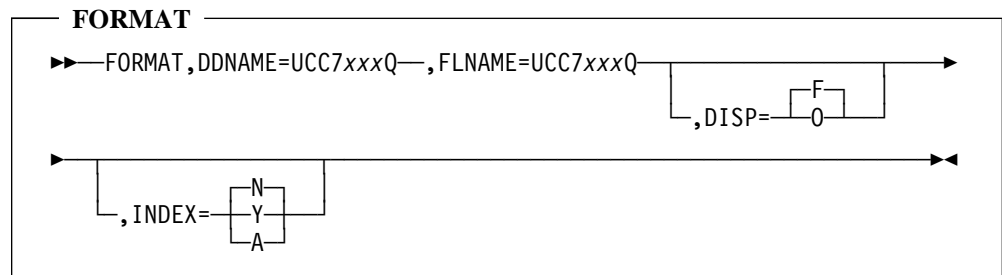 FORMAT
FORMAT,DDNAME=UCC7xxxQ ,FLNAME=UCC7xxxQ
F
,DISP= O
N
,INDEX= Y
A